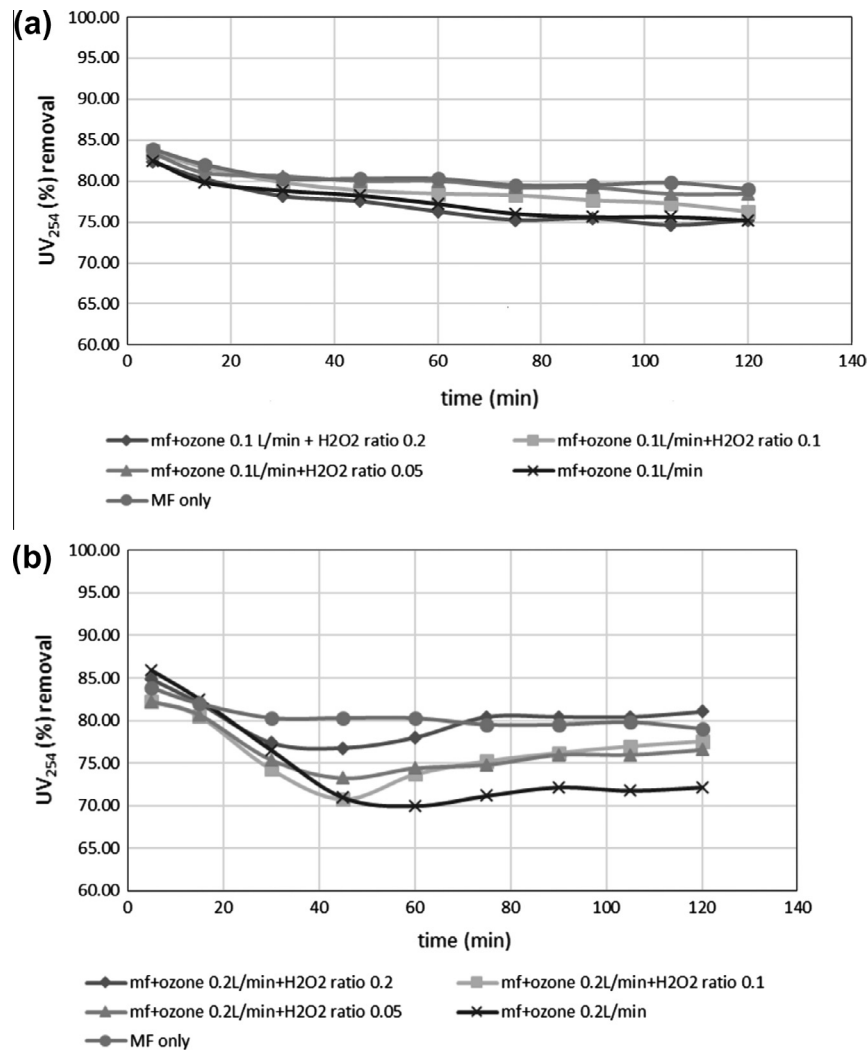 (a)
100.00
95.00
90.00
85.00
80.00
75.00
70.00
65.00
60.00
UV254 (%) removal
0 20 40 60 80 100 120 140
time (min)
mf+ozone 0.1 L/min + H2O2 ratio 0.2
mf+ozone 0.1L/min+H2O2 ratio 0.1
mf+ozone 0.1L/min+H2O2 ratio 0.05
mf+ozone 0.1L/min
MF only
(b)
100.00
95.00
90.00
85.00
80.00
75.00
70.00
65.00
60.00
UV254 (%) removal
0 20 40 60 80 100 120 140
time (min)
mf+ozone 0.2L/min+H2O2 ratio 0.2
mf+ozone 0.2L/min+H2O2 ratio 0.1
mf+ozone 0.2L/min+H2O2 ratio 0.05
mf+ozone 0.2L/min
MF only